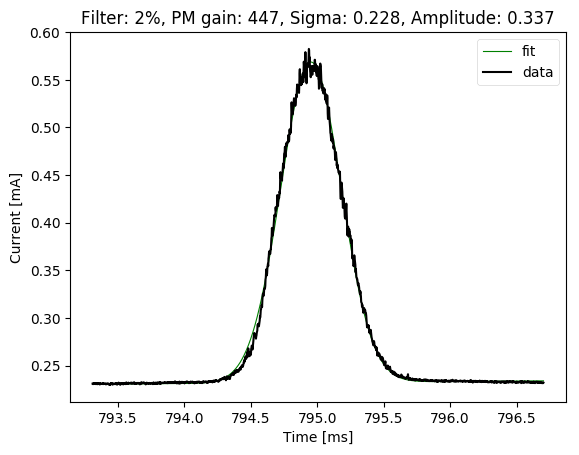 Filter: 2%, PM gain: 447, Sigma: 0.228, Amplitude: 0.337
fit
data
0.60
0.55
0.50
0.45
0.40
0.35
0.30
0.25
Current [mA]
793.5 794.0 794.5 795.0 795.5 796.0 796.5
Time [ms]